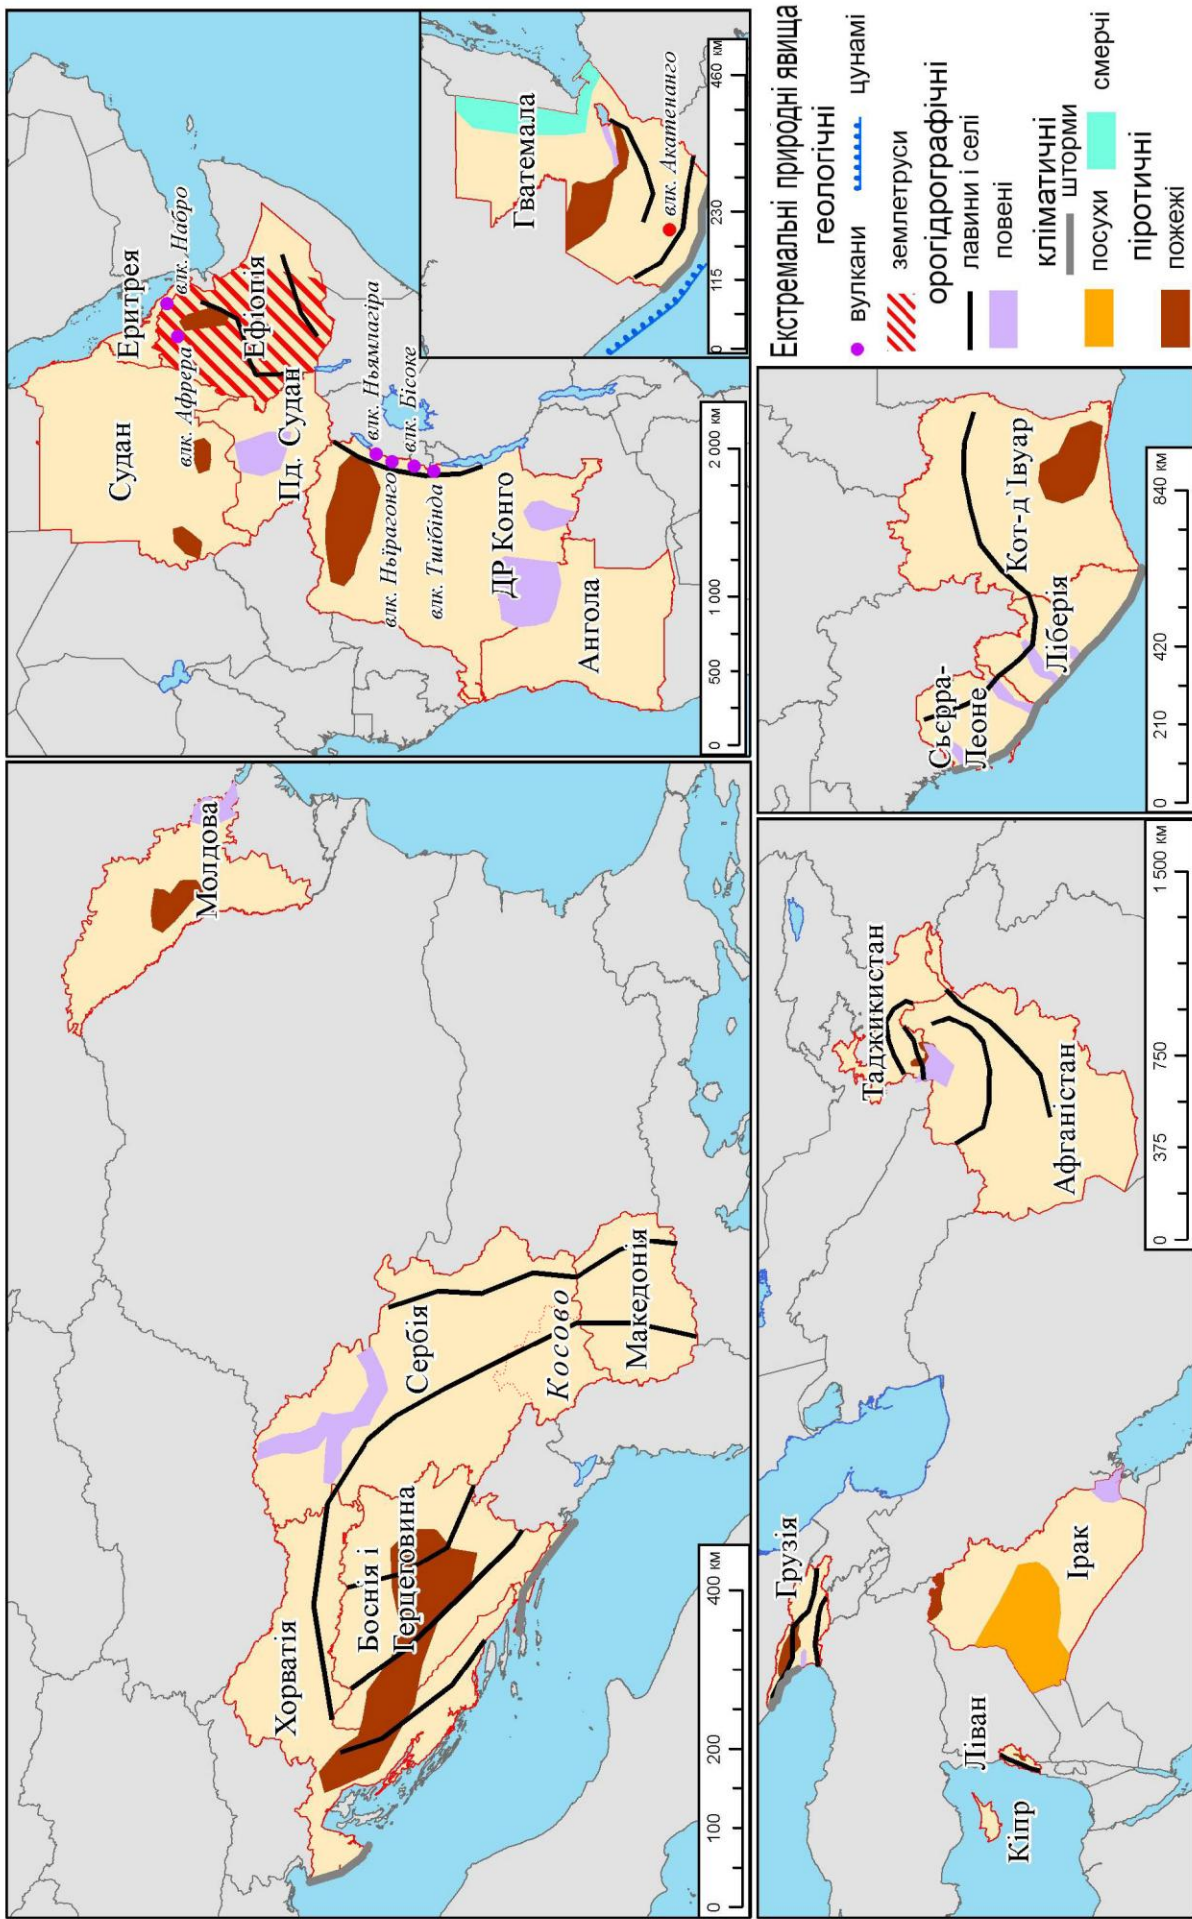 Молдова
Хорватія
Боснія і
Герцеговина
Сербія
Косово
Македонія
0 100 200 400 км
Судан
Еритрея
влк. Набро
влк. Афрера
Ефіопія
Пд. Судан
влк. Ньямлагіра
влк. Бісоке
влк. Ньірагонго
влк. Тшібінда
ДР Конго
Ангола
0 500 1 000 2 000 км
Гватемала
влк. Акатенанго
0 115 230 460 км
Грузія
Ліван
Кіпр
Ірак
Таджикистан
Афганістан
0 375 750 1 500 км
Сьєрра-
Леоне
Ліберія
Кот-д`Івуар
0 210 420 840 км
Екстремальні природні явища
геологічні
вулкани цунамі
землетруси
орогідрографічні
лавини і селі
повені
кліматичні
шторми
посухи смерчі
піротичні
пожежі